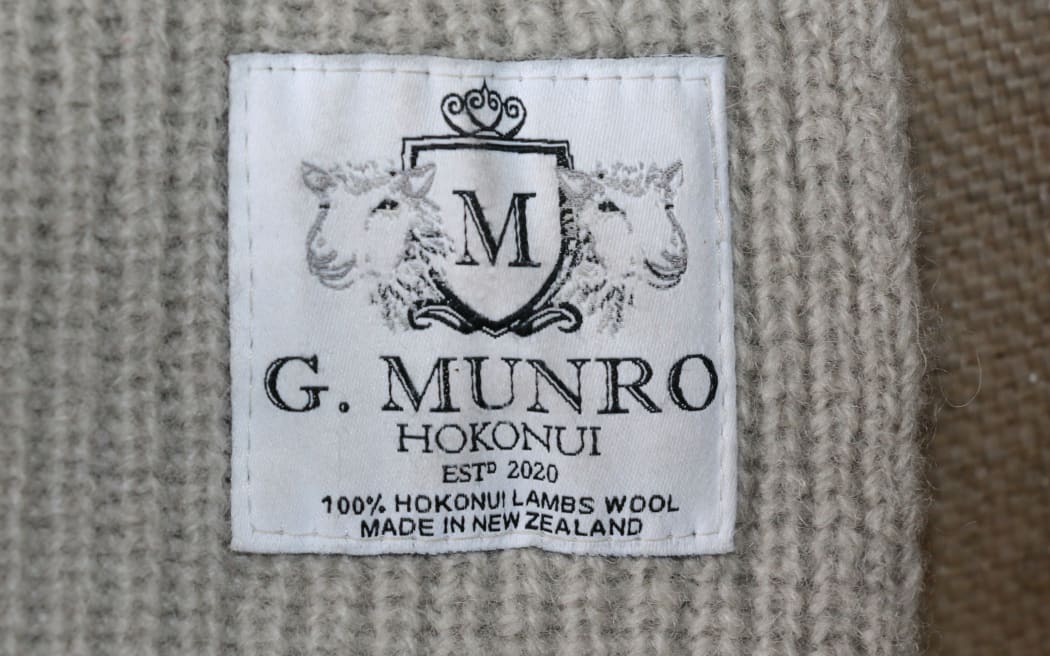 M
G. MUNRO
HOKONUI
ESTᴰ 2020
100% HOKONUI LAMBS WOOL
MADE IN NEW ZEALAND